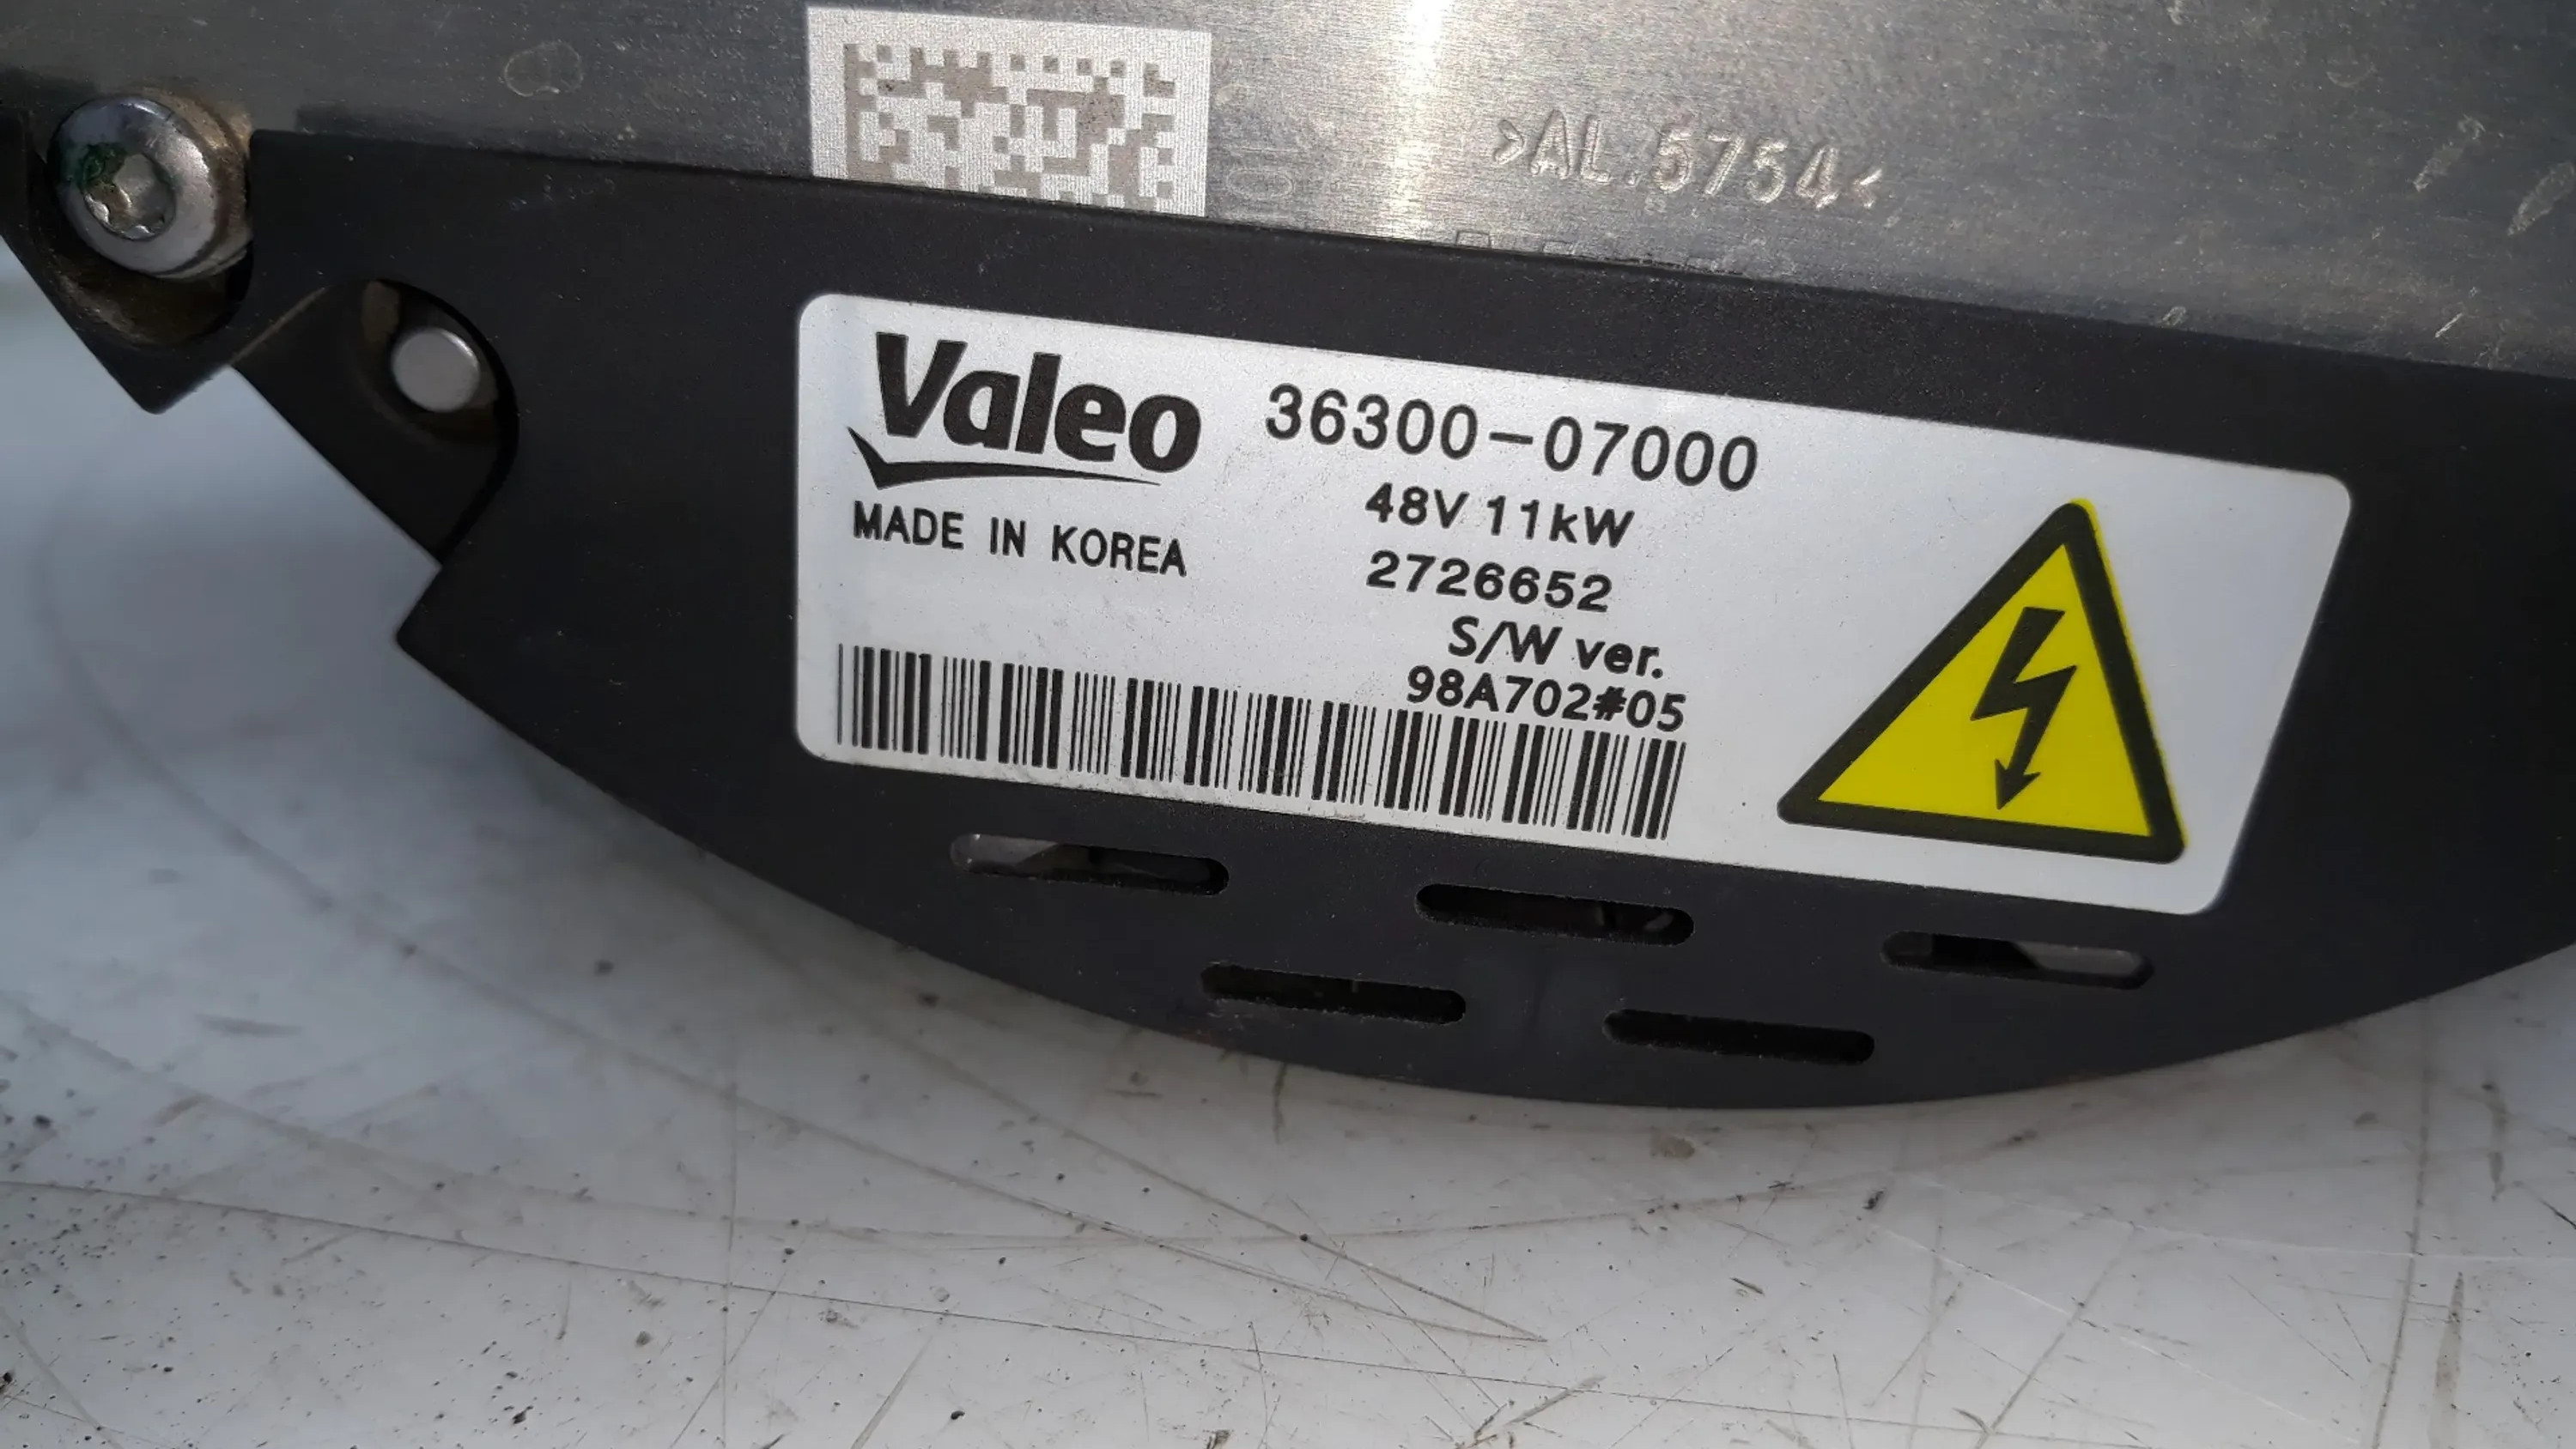 >AL.5754<
Valeo
36300-07000
48V 11kW
MADE IN KOREA
2726652
S/W ver.
98A702#05